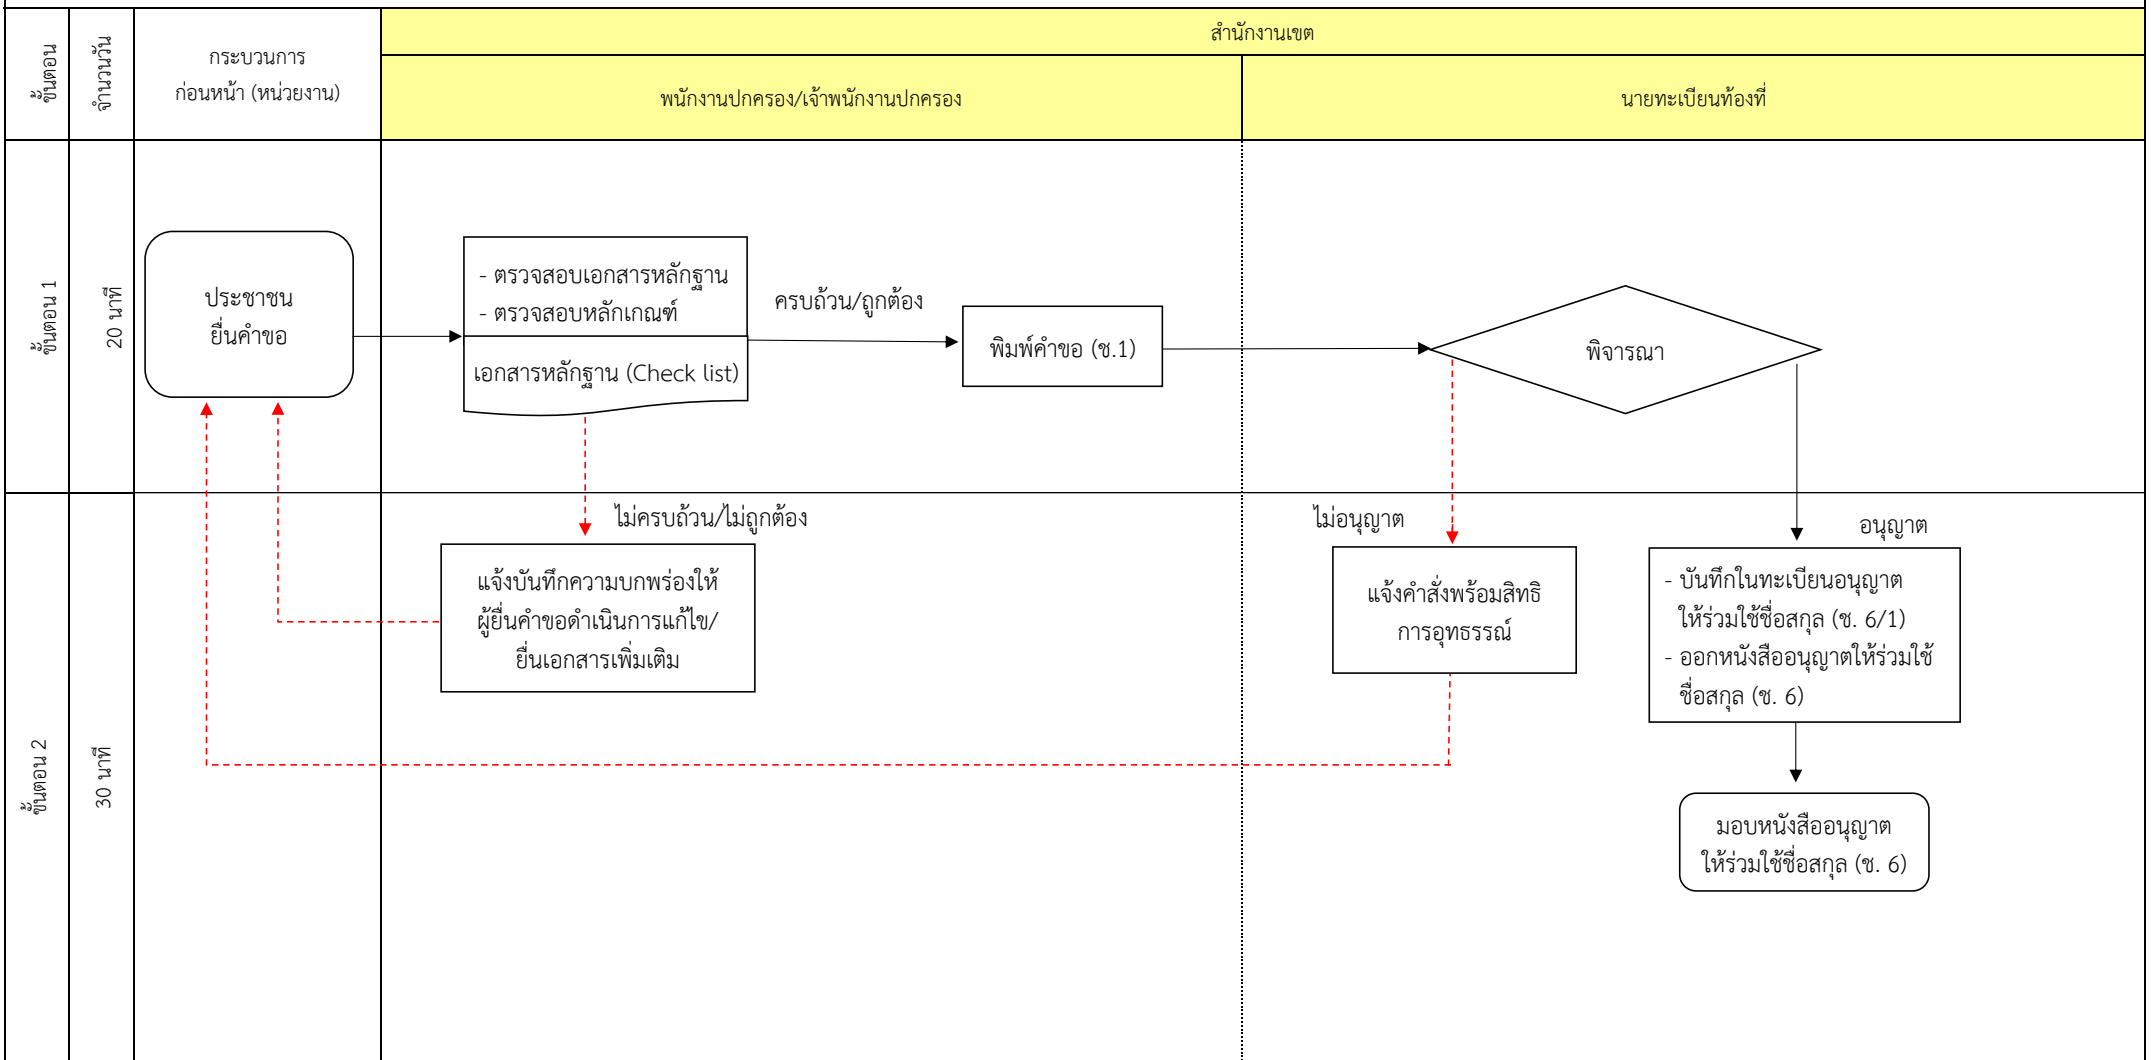 ขั้นตอน
จำนวนวัน
กระบวนการ
ก่อนหน้า (หน่วยงาน)
สำนักงานเขต
พนักงานปกครอง/เจ้าพนักงานปกครอง
นายทะเบียนท้องที่
ขั้นตอน 1
20 นาที
ประชาชน
ยื่นคำขอ
- ตรวจสอบเอกสารหลักฐาน
- ตรวจสอบหลักเกณฑ์
เอกสารหลักฐาน (Check list)
ครบถ้วน/ถูกต้อง
พิมพ์คำขอ (ช.1)
พิจารณา
ขั้นตอน 2
30 นาที
ไม่ครบถ้วน/ไม่ถูกต้อง
แจ้งบันทึกความบกพร่องให้
ผู้ยื่นคำขอดำเนินการแก้ไข/
ยื่นเอกสารเพิ่มเติม
ไม่อนุญาต
แจ้งคำสั่งพร้อมสิทธิ
การอุทธรรณ์
อนุญาต
- บันทึกในทะเบียนอนุญาต
ให้ร่วมใช้ชื่อสกุล (ช. 6/1)
- ออกหนังสืออนุญาตให้ร่วมใช้
ชื่อสกุล (ช. 6)
มอบหนังสืออนุญาต
ให้ร่วมใช้ชื่อสกุล (ช. 6)